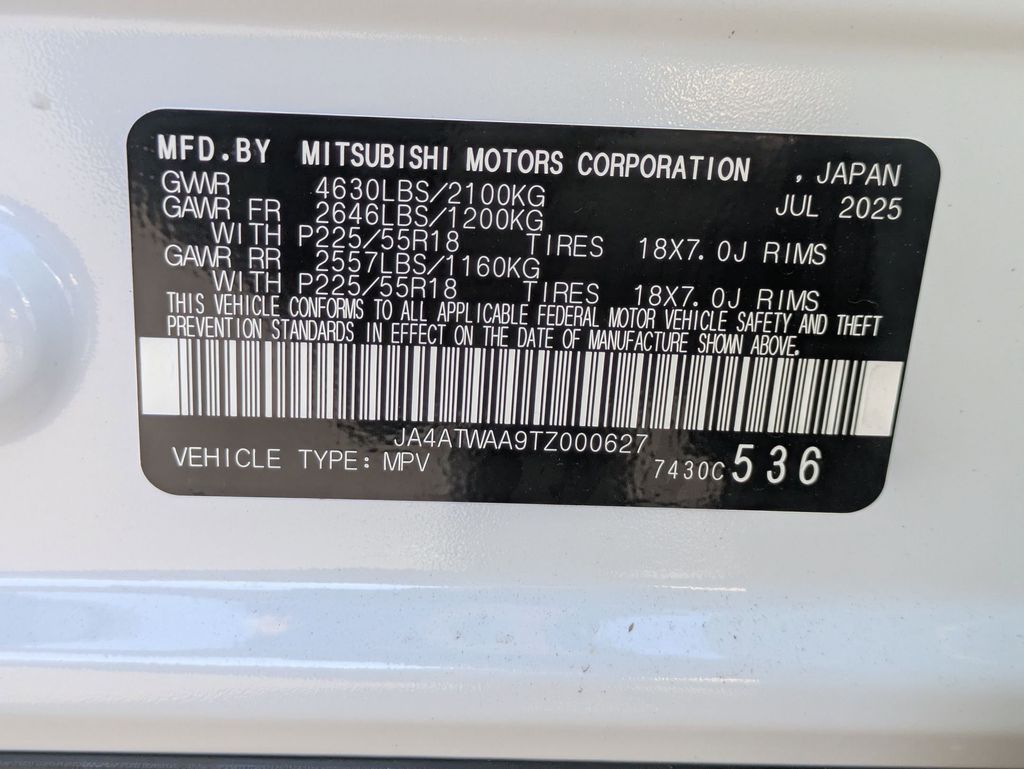 MFD.BY MITSUBISHI MOTORS CORPORATION , JAPAN
GVWR 4630LBS/2100KG JUL 2025
GAWR FR 2646LBS/1200KG
WITH P225/55R18 TIRES 18X7.0J RIMS
GAWR RR 2557LBS/1160KG
WITH P225/55R18 TIRES 18X7.0J RIMS
THIS VEHICLE CONFORMS TO ALL APPLICABLE FEDERAL MOTOR VEHICLE SAFETY AND THEFT
PREVENTION STANDARDS IN EFFECT ON THE DATE OF MANUFACTURE SHOWN ABOVE.
JA4ATWAA9TZ000627
VEHICLE TYPE: MPV 7430C 536